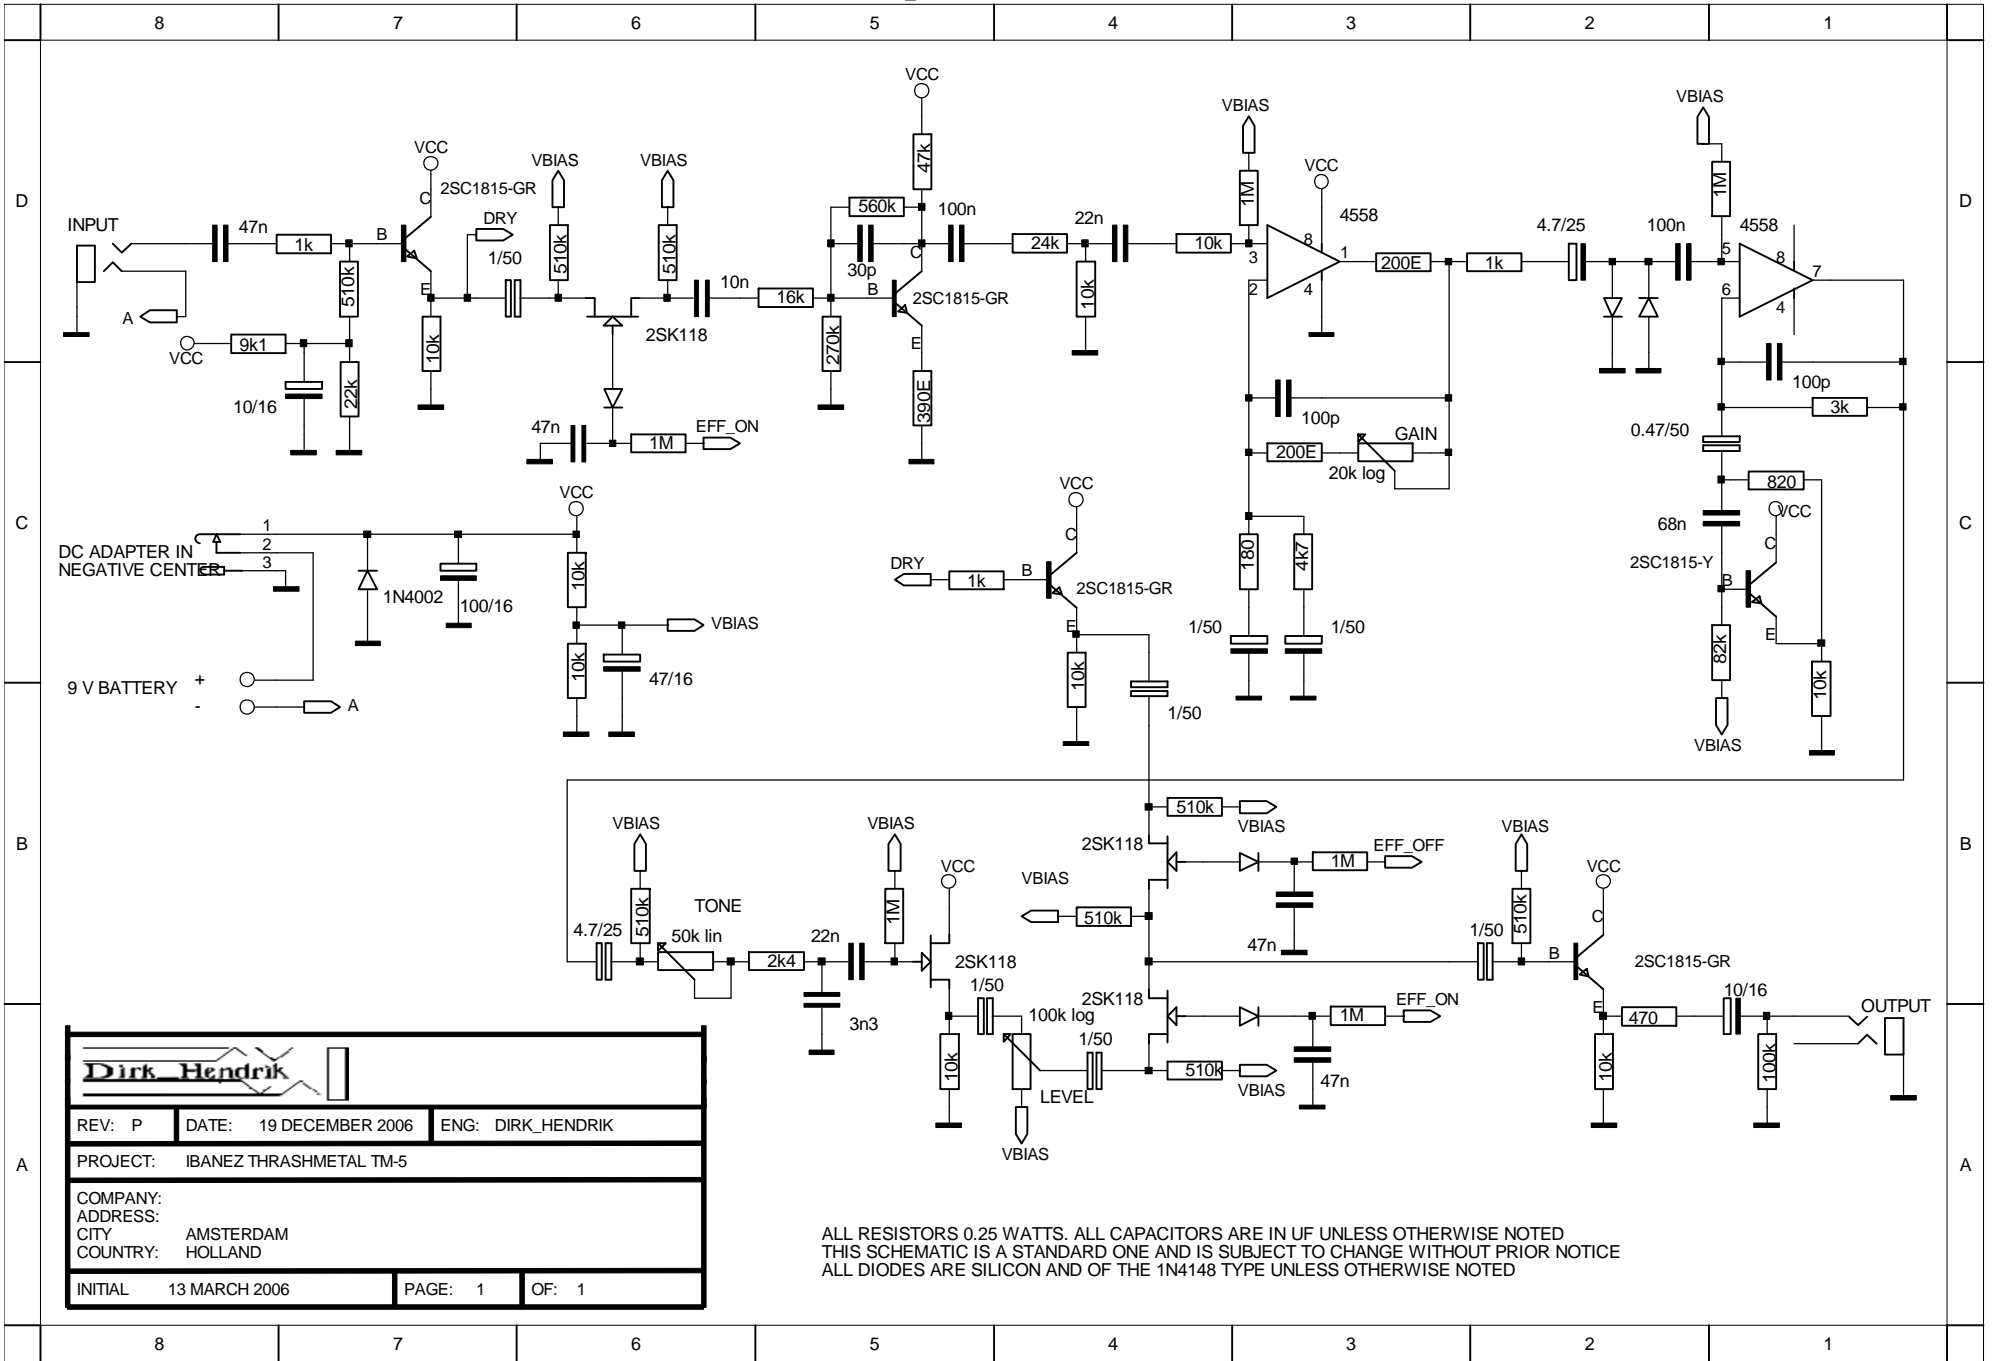 8 7 6 5 4 3 2 1
D
C
B
A
D
C
B
A
INPUT
47n
1k
A
VCC
9k1
10/16
510k
22k
VCC
2SC1815-GR
C
B
E
10k
DRY
1/50
VBIAS
510k
VBIAS
510k
2SK118
47n
1M
EFF_ON
10n
16k
270k
VCC
47k
560k
30p
C
B
E
2SC1815-GR
390E
100n
24k
10k
22n
10k
VBIAS
1M
VCC
4558
8
3
2
1
4
200E
100p
200E
GAIN
20k log
180
4k7
1/50
1/50
1k
4.7/25
100n
VBIAS
1M
4558
5
6
8
7
4
100p
3k
0.47/50
820
68n
VCC
2SC1815-Y
C
B
E
82k
VBIAS
10k
DC ADAPTER IN
NEGATIVE CENTER
1
2
3
1N4002
100/16
VCC
10k
10k
VBIAS
47/16
9 V BATTERY
+
-
A
DRY
1k
VCC
C
B
E
2SC1815-GR
10k
1/50
510k
VBIAS
2SK118
1M
EFF_OFF
47n
VBIAS
510k
2SK118
1M
EFF_ON
47n
510k
VBIAS
VBIAS
510k
4.7/25
TONE
50k lin
2k4
22n
3n3
VBIAS
1M
VCC
2SK118
10k
1/50
100k log
LEVEL
VBIAS
1/50
1/50
VBIAS
510k
VCC
C
B
E
2SC1815-GR
10k
470
10/16
100k
OUTPUT
Dirk_Hendrik
REV: P DATE: 19 DECEMBER 2006 ENG: DIRK_HENDRIK
PROJECT: IBANEZ THRASHMETAL TM-5
COMPANY:
ADDRESS:
CITY AMSTERDAM
COUNTRY: HOLLAND
INITIAL 13 MARCH 2006 PAGE: 1 OF: 1
ALL RESISTORS 0.25 WATTS. ALL CAPACITORS ARE IN UF UNLESS OTHERWISE NOTED
THIS SCHEMATIC IS A STANDARD ONE AND IS SUBJECT TO CHANGE WITHOUT PRIOR NOTICE
ALL DIODES ARE SILICON AND OF THE 1N4148 TYPE UNLESS OTHERWISE NOTED
8 7 6 5 4 3 2 1